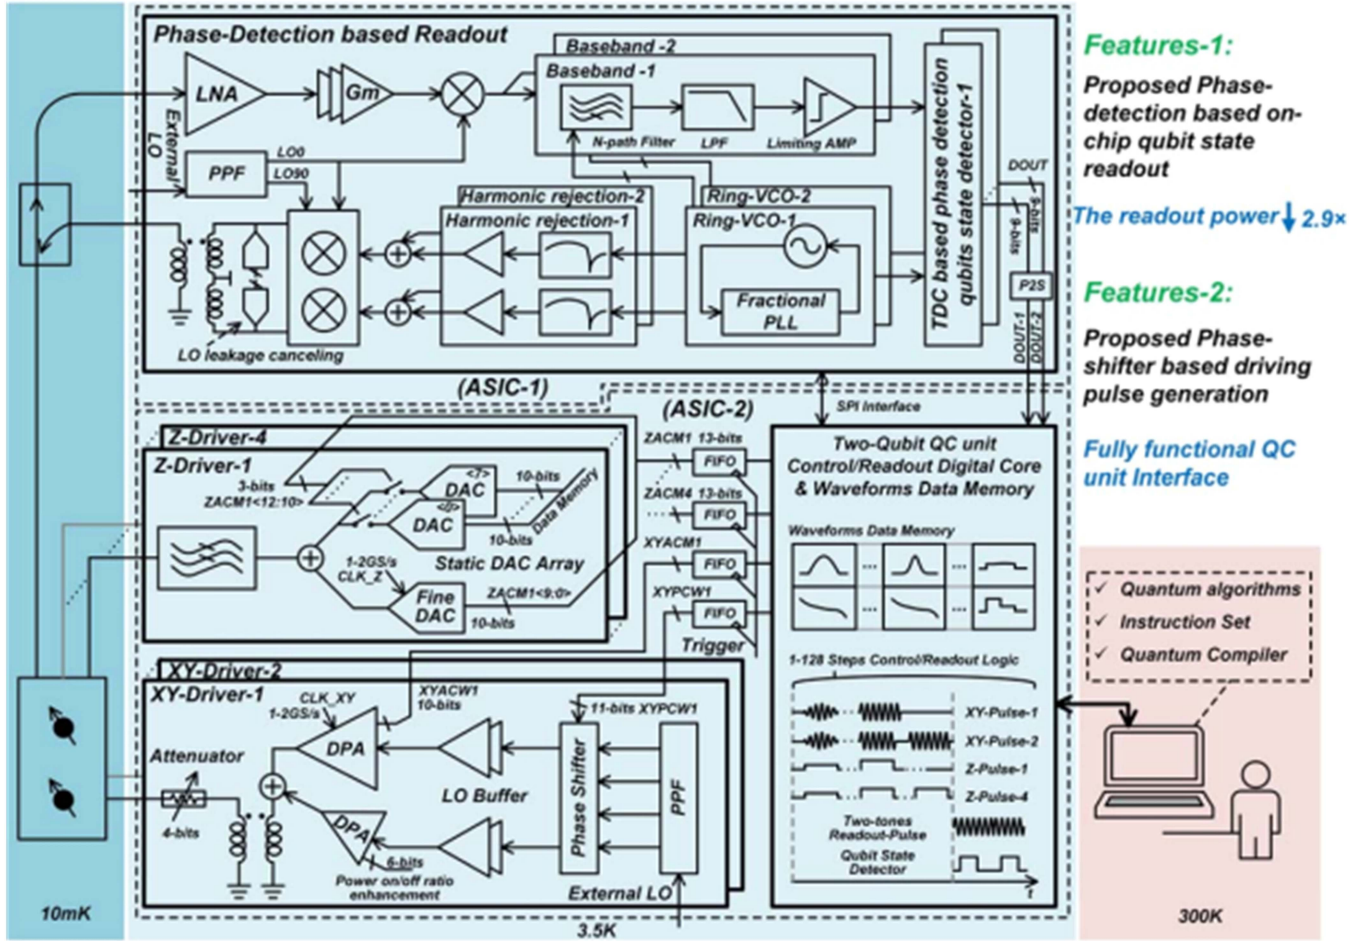 Phase-Detection based Readout
LNA
Gm
External
LO
PPF
LO0
LO90
LO leakage canceling
Baseband -2
Baseband -1
N-path Filter
LPF
Limiting AMP
Harmonic rejection-2
Harmonic rejection-1
Ring-VCO-2
Ring-VCO-1
Fractional
PLL
TDC based phase detection
qubits state detector-1
DOUT
9-bits
9-bits
P2S
DOUT-1
DOUT-2
(ASIC-1)
SPI Interface
Features-1:
Proposed Phase-
detection based on-
chip qubit state
readout
The readout power↓2.9×
Features-2:
Proposed Phase-
shifter based driving
pulse generation
Fully functional QC
unit Interface
(ASIC-2)
Z-Driver-4
Z-Driver-1
3-bits
ZACM1<12:10>
<7>
DAC
<0>
DAC
10-bits
10-bits
Data Memory
Static DAC Array
1-2GS/s
CLK_Z
Fine
DAC
ZACM1<9:0>
10-bits
ZACM1 13-bits
FIFO
ZACM4 13-bits
FIFO
XYACM1
FIFO
XYPCW1
FIFO
Trigger
XY-Driver-2
XY-Driver-1
CLK_XY
1-2GS/s
XYACW1
10-bits
11-bits XYPCW1
DPA
LO Buffer
Phase Shifter
PPF
Attenuator
4-bits
DPA
6-bits
Power on/off ratio
enhancement
External LO
Two-Qubit QC unit
Control/Readout Digital Core
& Waveforms Data Memory
Waveforms Data Memory
1-128 Steps Control/Readout Logic
XY-Pulse-1
XY-Pulse-2
Z-Pulse-1
Z-Pulse-4
Two-tones
Readout-Pulse
Qubit State
Detector
t
✓ Quantum algorithms
✓ Instruction Set
✓ Quantum Compiler
10mK
3.5K
300K